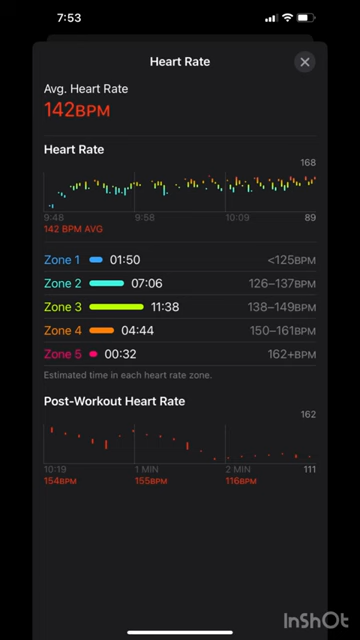 7:53
Heart Rate
Avg. Heart Rate
142BPM
Heart Rate
168
9:48 9:58 10:09 89
142 BPM AVG
Zone 1 01:50 <125BPM
Zone 2 07:06 126–137BPM
Zone 3 11:38 138–149BPM
Zone 4 04:44 150–161BPM
Zone 5 00:32 162+BPM
Estimated time in each heart rate zone.
Post-Workout Heart Rate
162
10:19 1 MIN 2 MIN 111
154BPM 155BPM 116BPM
InShOt